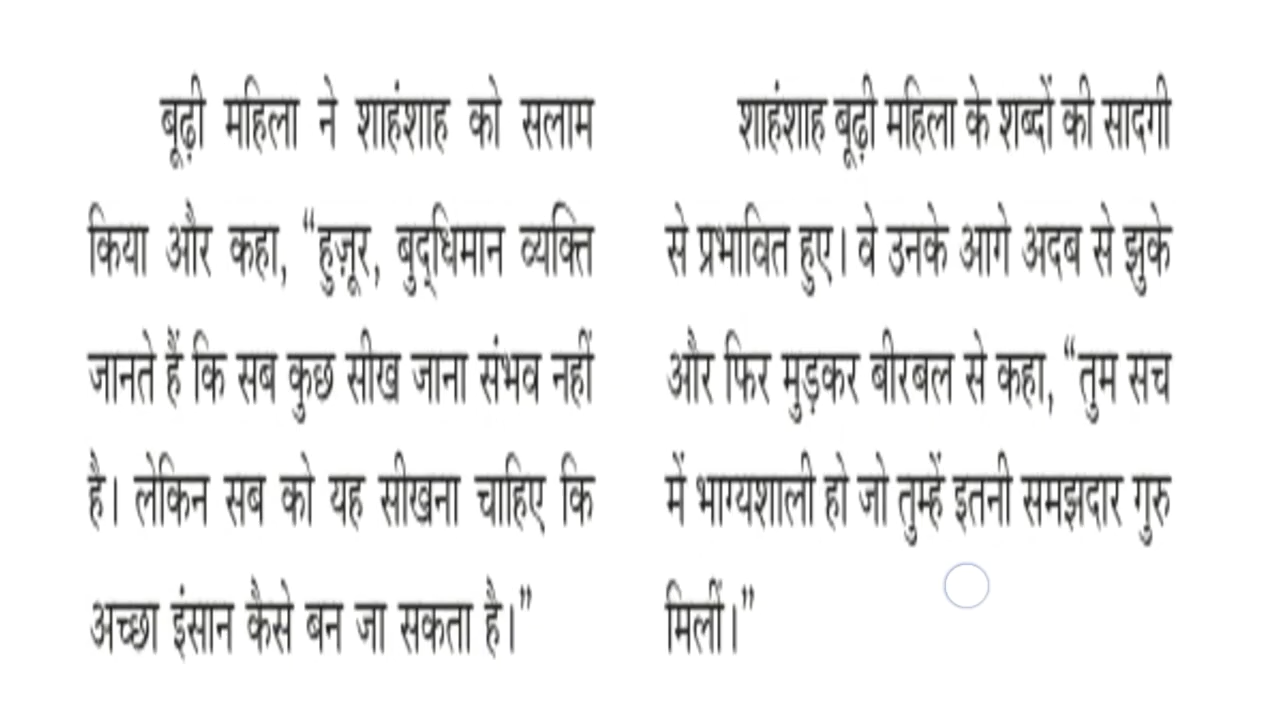 बूढ़ी महिला ने शाहंशाह को सलाम
किया और कहा, “हुज़ूर, बुद्‌धिमान व्यक्ति
जानते हैं कि सब कुछ सीख जाना संभव नहीं
है। लेकिन सब को यह सीखना चाहिए कि
अच्छा इंसान कैसे बन जा सकता है।”
शाहंशाह बूढ़ी महिला के शब्दों की सादगी
से प्रभावित हुए। वे उनके आगे अदब से झुके
और फिर मुड़कर बीरबल से कहा, “तुम सच
में भाग्यशाली हो जो तुम्हें इतनी समझदार गुरु
मिलीं।”